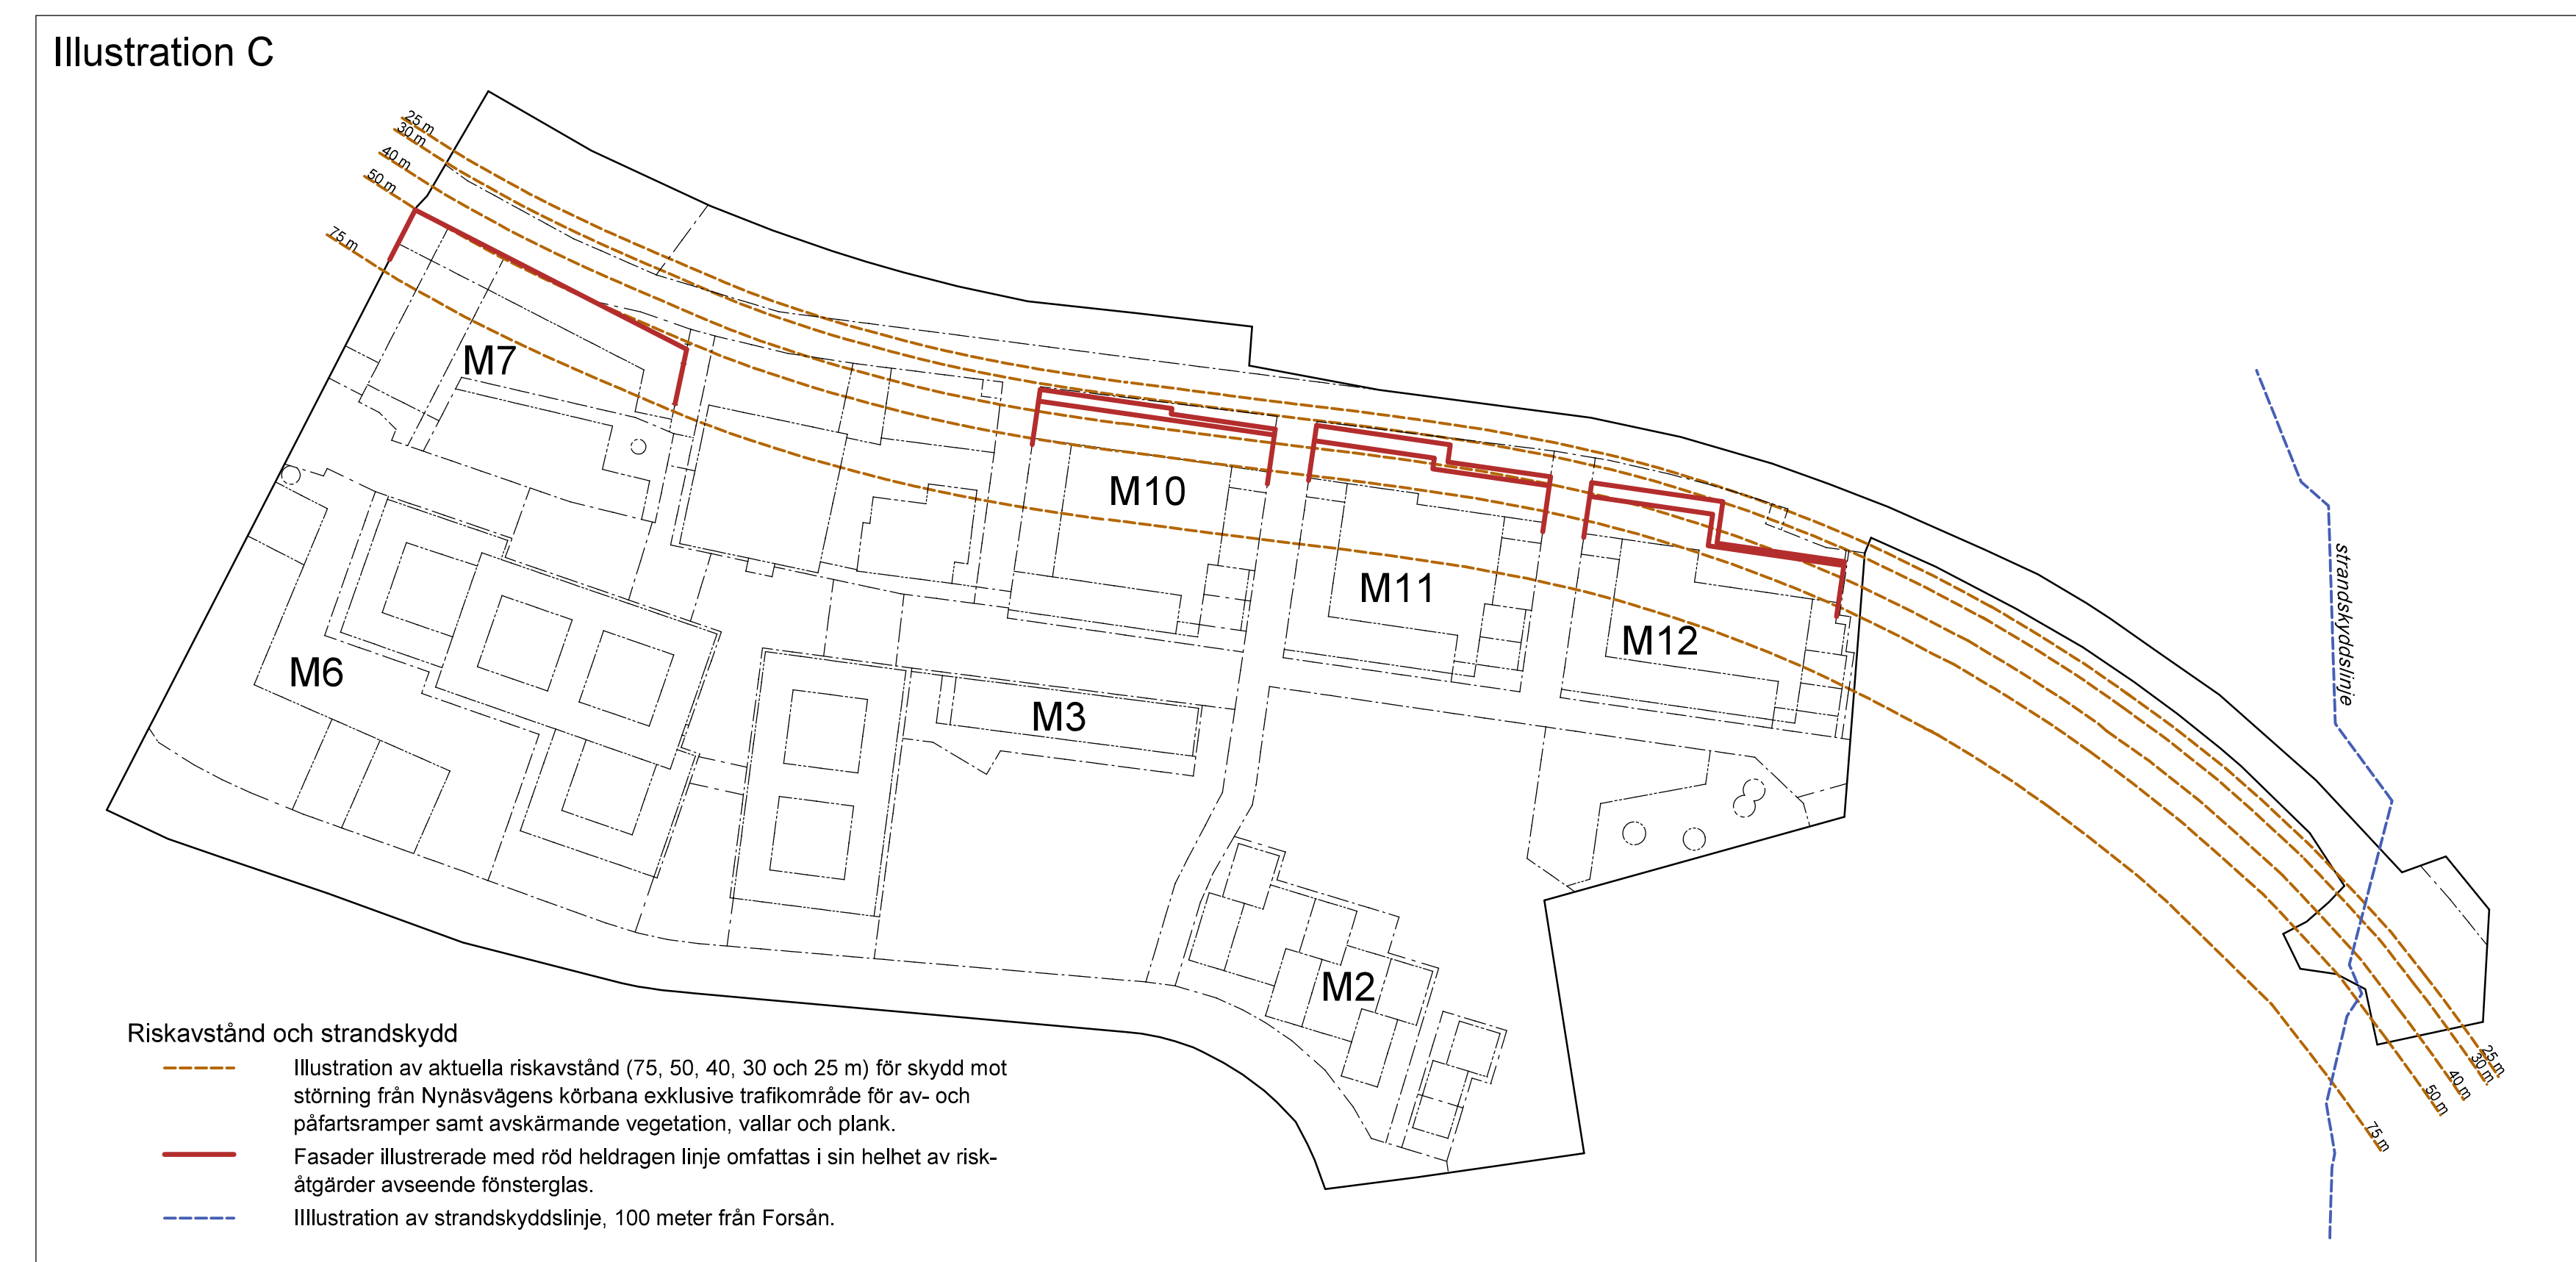 Illustration C
25 m
30 m
40 m
50 m
75 m
M7
M10
M11
M12
M6
M3
M2
strandskyddslinje
25 m
30 m
40 m
50 m
75 m
Riskavstånd och strandskydd
Illustration av aktuella riskavstånd (75, 50, 40, 30 och 25 m) för skydd mot
störning från Nynäsvägens körbana exklusive trafikområde för av- och
påfartsramper samt avskärmande vegetation, vallar och plank.
Fasader illustrerade med röd heldragen linje omfattas i sin helhet av risk-
åtgärder avseende fönsterglas.
IIllustration av strandskyddslinje, 100 meter från Forsån.